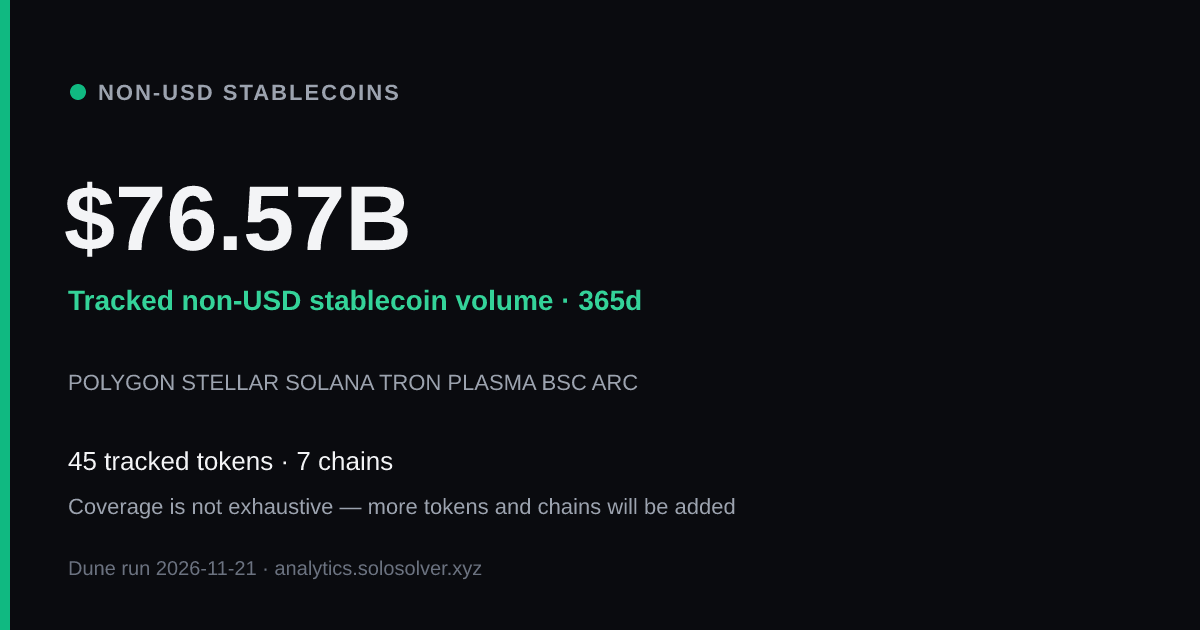 NON-USD STABLECOINS
$76.57B
Tracked non-USD stablecoin volume · 365d
POLYGON STELLAR SOLANA TRON PLASMA BSC ARC
45 tracked tokens · 7 chains
Coverage is not exhaustive — more tokens and chains will be added
Dune run 2026-11-21 · analytics.solosolver.xyz